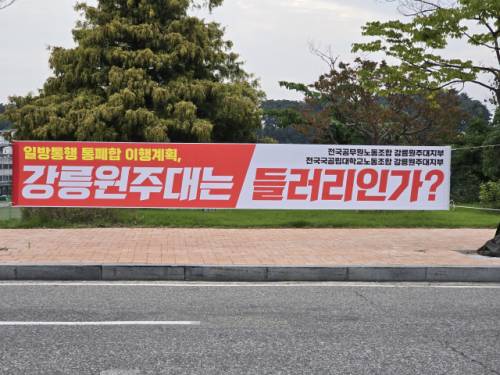 일방통행 통폐합 이행계획,
강릉원주대는 들러리인가?
전국공무원노동조합 강릉원주대지부
전국국공립대학교노동조합 강릉원주대지부